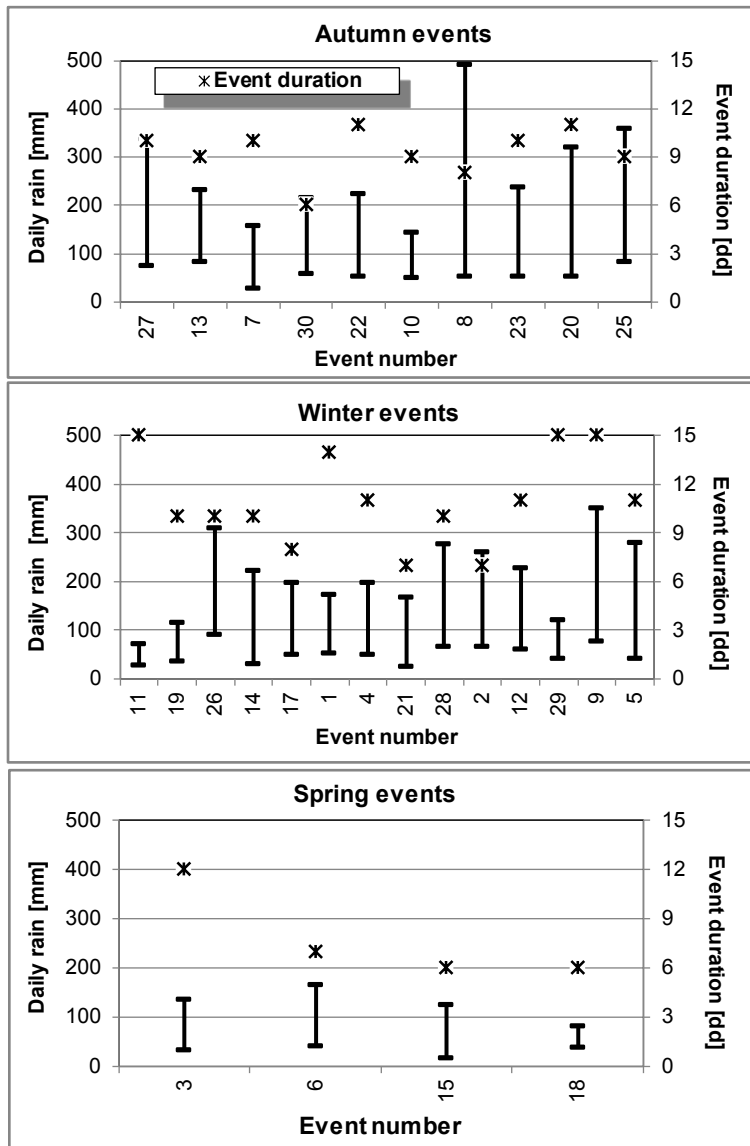 Autumn events
Event duration
Daily rain [mm]
500
400
300
200
100
0
15
12
9
6
3
0
Event duration [dd]
27 13 7 30 22 10 8 23 20 25
Event number
Winter events
Daily rain [mm]
500
400
300
200
100
0
15
12
9
6
3
0
Event duration [dd]
11 19 26 14 17 1 4 21 28 2 12 29 9 5
Event number
Spring events
Daily rain [mm]
500
400
300
200
100
0
15
12
9
6
3
0
Event duration [dd]
3 6 15 18
Event number